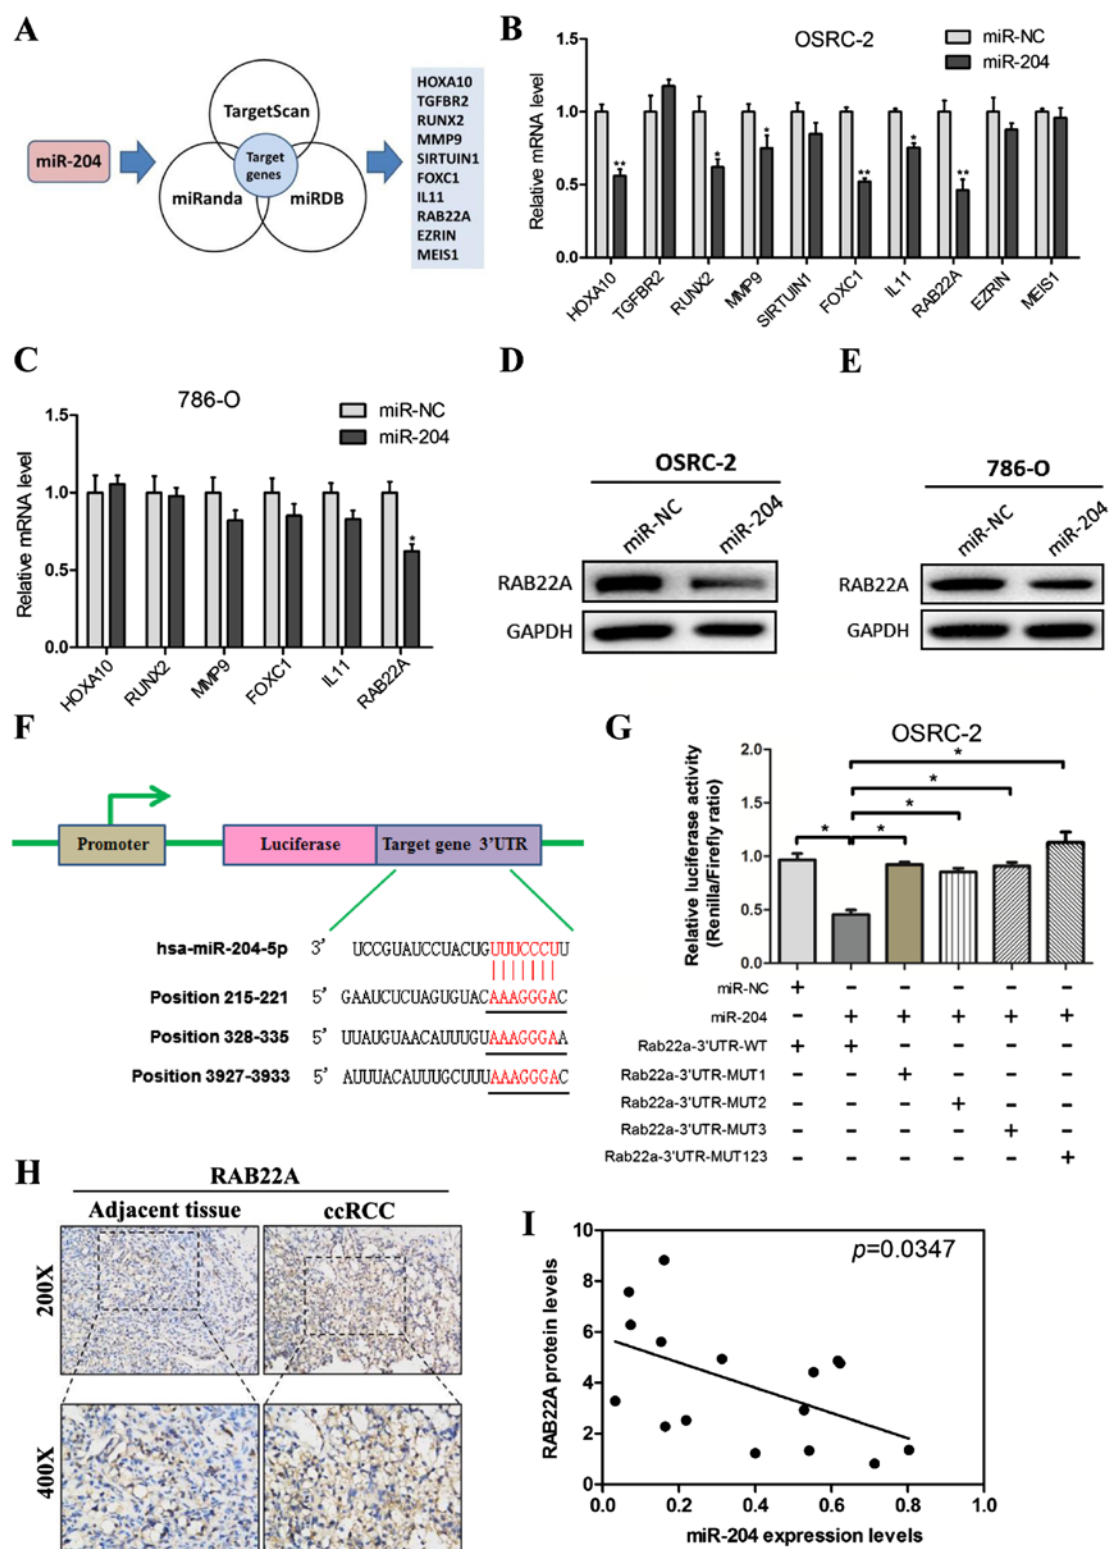 A
miR-204
TargetScan
Target
genes
miRanda
miRDB
HOXA10
TGFBR2
RUNX2
MMP9
SIRTUIN1
FOXC1
IL11
RAB22A
EZRIN
MEIS1
B
OSRC-2
miR-NC
miR-204
Relative mRNA level
1.5
1.0
0.5
0.0
** * * ** * **
HOXA10 TGFBR2 RUNX2 MMP9 SIRTUIN1 FOXC1 IL11 RAB22A EZRIN MEIS1
C
786-O
miR-NC
miR-204
Relative mRNA level
1.5
1.0
0.5
0.0
*
HOXA10 RUNX2 MMP9 FOXC1 IL11 RAB22A
D
OSRC-2
miR-NC miR-204
RAB22A
GAPDH
E
786-O
miR-NC miR-204
RAB22A
GAPDH
F
Promoter Luciferase Target gene 3'UTR
hsa-miR-204-5p 3' UCCGUAUCCUACUGUUUCCCUU
Position 215-221 5' GAAUCUCUAGUGUACAAAGGGAC
Position 328-335 5' UUAUGUAACAUUUGUAAAGGGAA
Position 3927-3933 5' AUUUACAUUUGCUUUAAAGGGAC
G
OSRC-2
Relative luciferase activity
(Renilla/Firefly ratio)
2.0
1.5
1.0
0.5
0.0
* * * * *
miR-NC + – – – – –
miR-204 – + + + + +
Rab22a-3'UTR-WT + + – – – –
Rab22a-3'UTR-MUT1 – – + – – –
Rab22a-3'UTR-MUT2 – – – + – –
Rab22a-3'UTR-MUT3 – – – – + –
Rab22a-3'UTR-MUT123 – – – – – +
H
RAB22A
Adjacent tissue ccRCC
200X
400X
I
p=0.0347
RAB22A protein levels
10
8
6
4
2
0
0.0 0.2 0.4 0.6 0.8 1.0
miR-204 expression levels